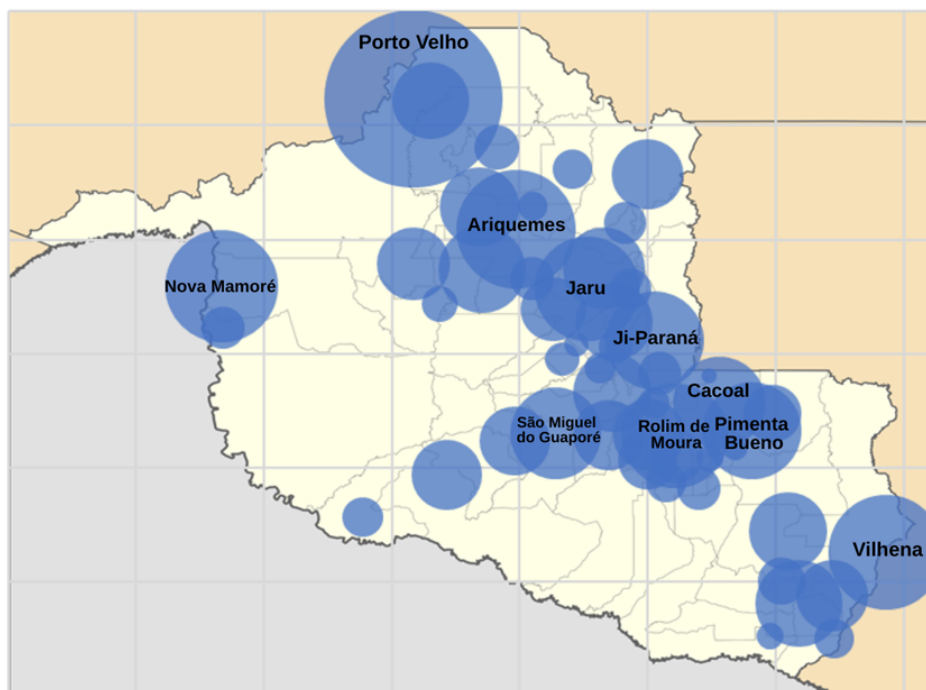 Porto Velho
Ariquemes
Nova Mamoré
Jaru
Ji-Paraná
Cacoal
São Miguel
do Guaporé
Rolim de
Moura
Pimenta
Bueno
Vilhena